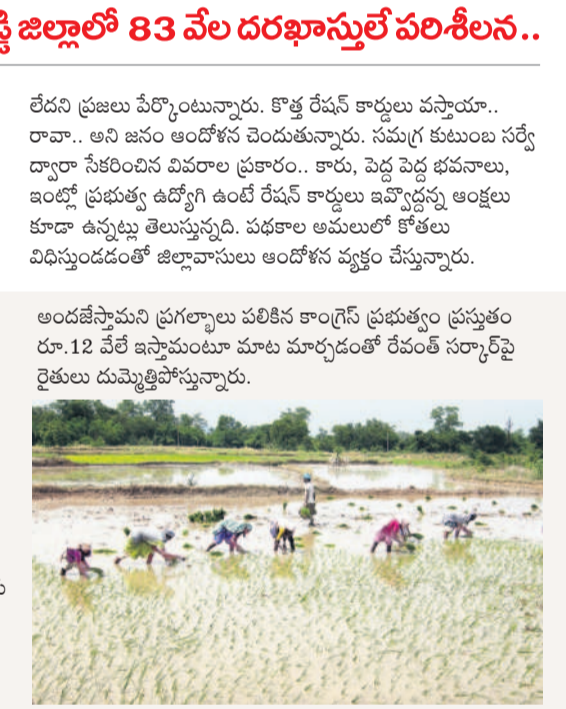 జిల్లాలో 83 వేల దరఖాస్తులే పరిశీలన..
లేదని ప్రజలు పేర్కొంటున్నారు. కొత్త రేషన్ కార్డులు వస్తాయా..
రావా.. అని జనం ఆందోళన చెందుతున్నారు. సమగ్ర కుటుంబ సర్వే
ద్వారా సేకరించిన వివరాల ప్రకారం.. కారు, పెద్ద పెద్ద భవనాలు,
ఇంట్లో ప్రభుత్వ ఉద్యోగి ఉంటే రేషన్ కార్డులు ఇవ్వొద్దన్న ఆంక్షలు
కూడా ఉన్నట్లు తెలుస్తున్నది. పథకాల అమలులో కోతలు
విధిస్తుండడంతో జిల్లావాసులు ఆందోళన వ్యక్తం చేస్తున్నారు.
అందజేస్తామని ప్రగల్భాలు పలికిన కాంగ్రెస్ ప్రభుత్వం ప్రస్తుతం
రూ.12 వేలే ఇస్తామంటూ మాట మార్చడంతో రేవంత్ సర్కార్‌పై
రైతులు దుమ్మెత్తిపోస్తున్నారు.